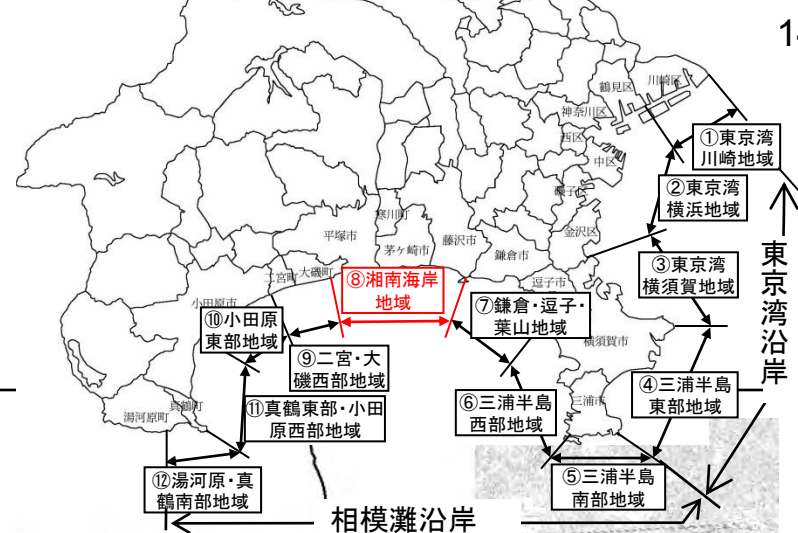 1
鶴見区
川崎区
神奈川区
西区
中区
磯子区
金沢区
①東京湾
川崎地域
②東京湾
横浜地域
③東京湾
横須賀地域
東京湾沿岸
寒川町
平塚市
茅ヶ崎市
藤沢市
鎌倉市
逗子市
二宮町
大磯町
小田原市
⑧湘南海岸
地域
⑦鎌倉・逗子・
葉山地域
横須賀市
三浦市
⑩小田原
東部地域
⑨二宮・大
磯西部地域
④三浦半島
東部地域
⑥三浦半島
西部地域
真鶴町
湯河原町
⑪真鶴東部・小田
原西部地域
⑤三浦半島
南部地域
⑫湯河原・真
鶴南部地域
相模灘沿岸